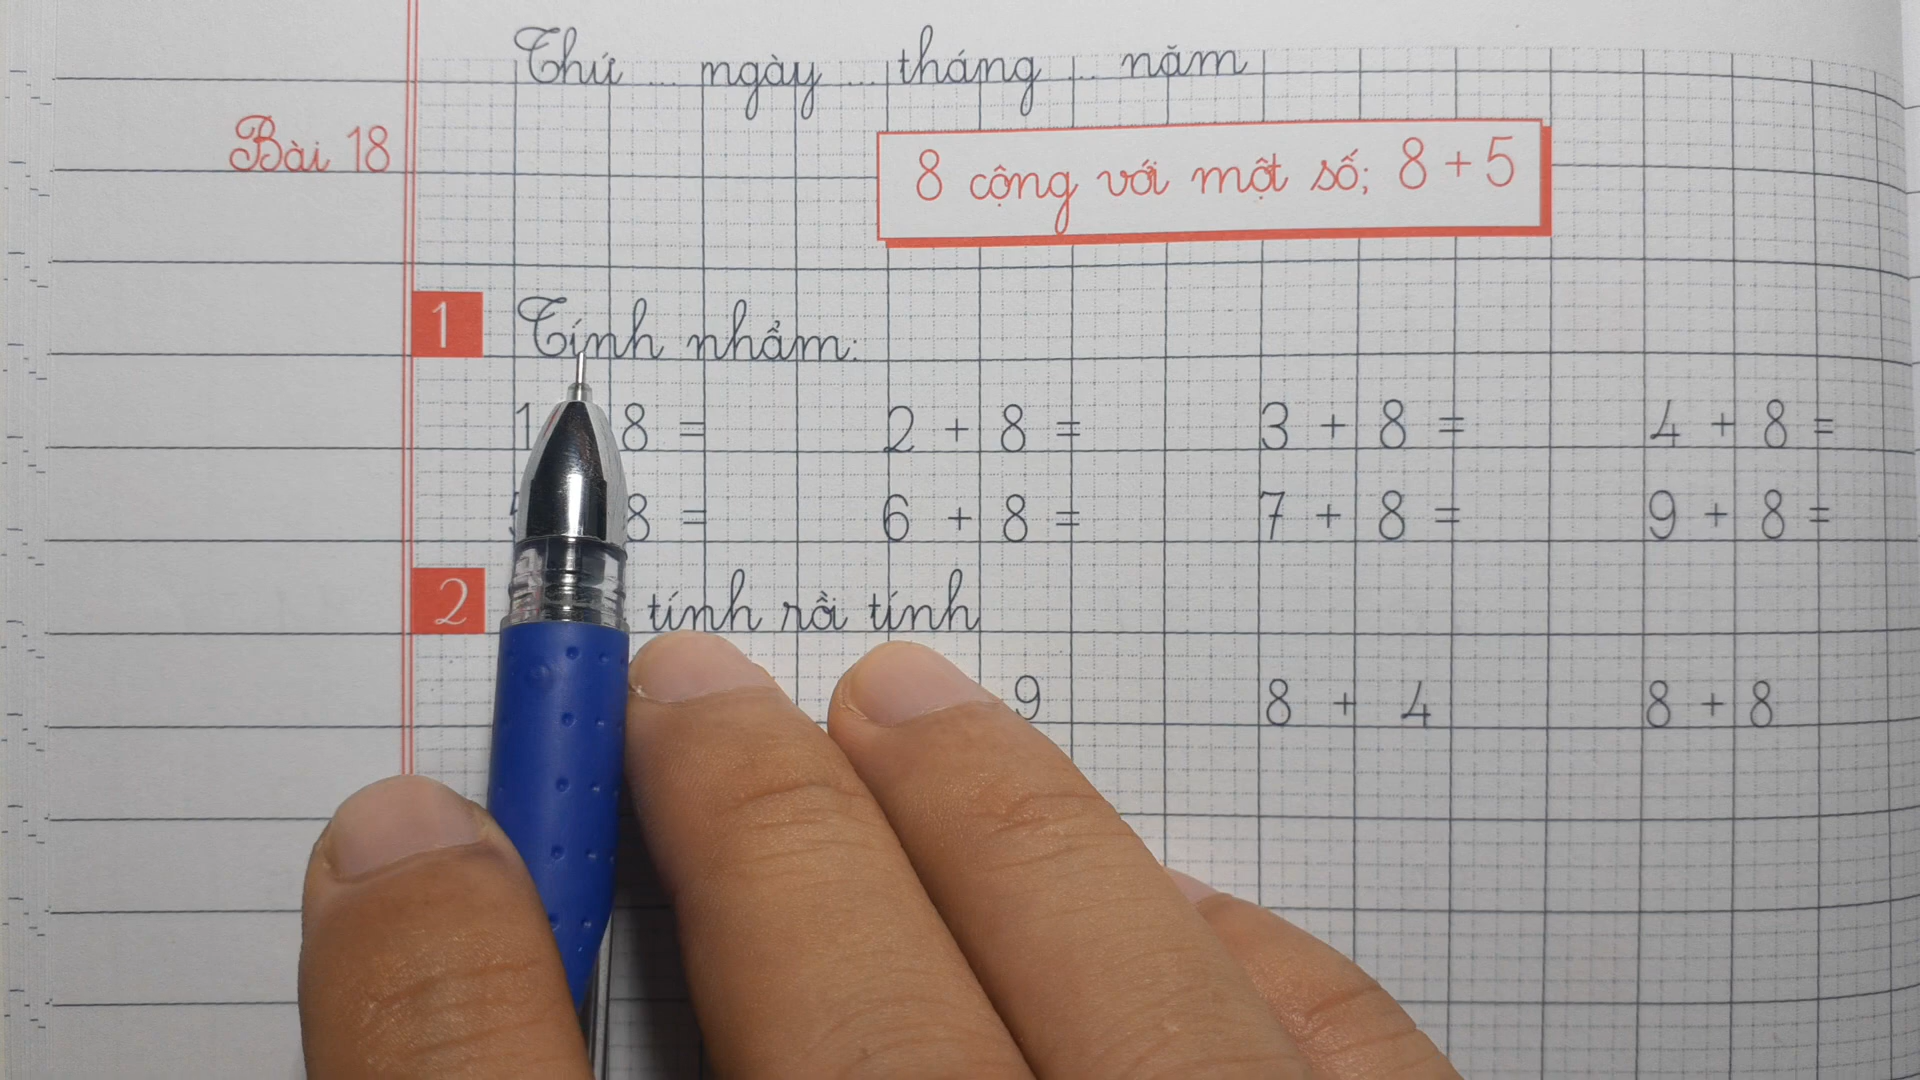 Thứ ... ngày ... tháng ... năm
Bài 18
8 cộng với một số; 8 + 5
1 Tính nhẩm:
1 8 = 2 + 8 = 3 + 8 = 4 + 8 =
8 = 6 + 8 = 7 + 8 = 9 + 8 =
2 tính rồi tính
9 8 + 4 8 + 8